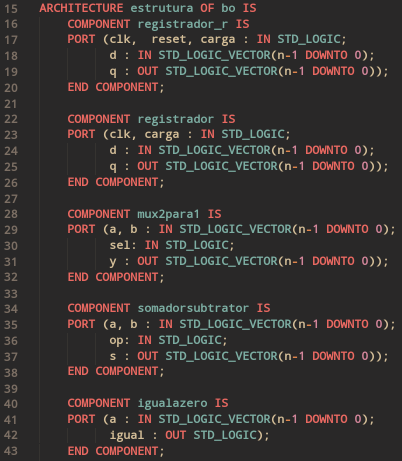 15 ARCHITECTURE estrutura OF bo IS
16 COMPONENT registrador_r IS
17 PORT (clk,  reset, carga : IN STD_LOGIC;
18 d : IN STD_LOGIC_VECTOR(n-1 DOWNTO 0);
19 q : OUT STD_LOGIC_VECTOR(n-1 DOWNTO 0));
20 END COMPONENT;
21
22 COMPONENT registrador IS
23 PORT (clk, carga : IN STD_LOGIC;
24 d : IN STD_LOGIC_VECTOR(n-1 DOWNTO 0);
25 q : OUT STD_LOGIC_VECTOR(n-1 DOWNTO 0));
26 END COMPONENT;
27
28 COMPONENT mux2para1 IS
29 PORT (a, b : IN STD_LOGIC_VECTOR(n-1 DOWNTO 0);
30 sel: IN STD_LOGIC;
31 y : OUT STD_LOGIC_VECTOR(n-1 DOWNTO 0));
32 END COMPONENT;
33
34 COMPONENT somadorsubtrator IS
35 PORT (a, b : IN STD_LOGIC_VECTOR(n-1 DOWNTO 0);
36 op: IN STD_LOGIC;
37 s : OUT STD_LOGIC_VECTOR(n-1 DOWNTO 0));
38 END COMPONENT;
39
40 COMPONENT igualazero IS
41 PORT (a : IN STD_LOGIC_VECTOR(n-1 DOWNTO 0);
42 igual : OUT STD_LOGIC);
43 END COMPONENT;